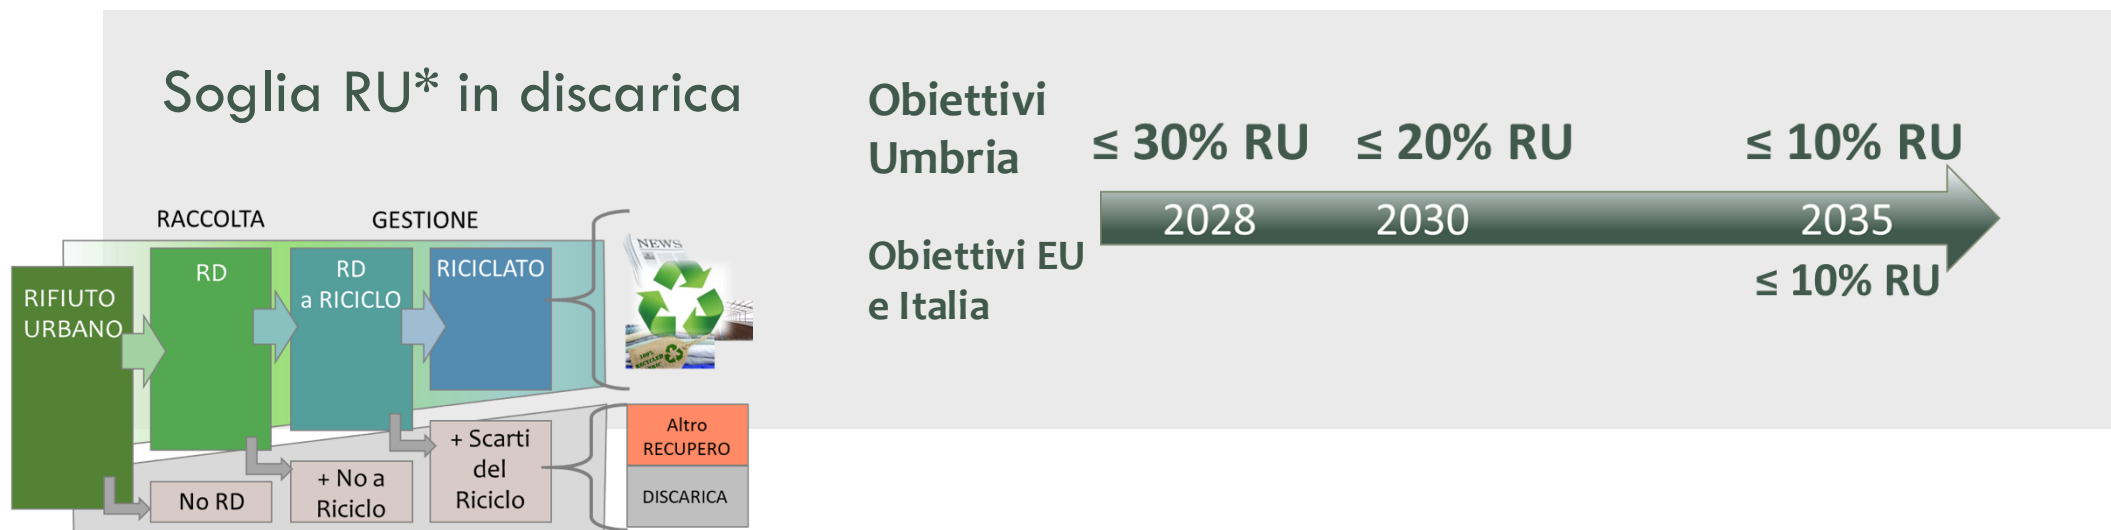 Soglia RU* in discarica
Obiettivi
Umbria
≤ 30% RU
≤ 20% RU
≤ 10% RU
2028
2030
2035
Obiettivi EU
e Italia
≤ 10% RU
RACCOLTA
GESTIONE
RIFIUTO
URBANO
RD
RD
a RICICLO
RICICLATO
NEWS
100%
RECYCLED
No RD
+ No a
Riciclo
+ Scarti
del
Riciclo
Altro
RECUPERO
DISCARICA